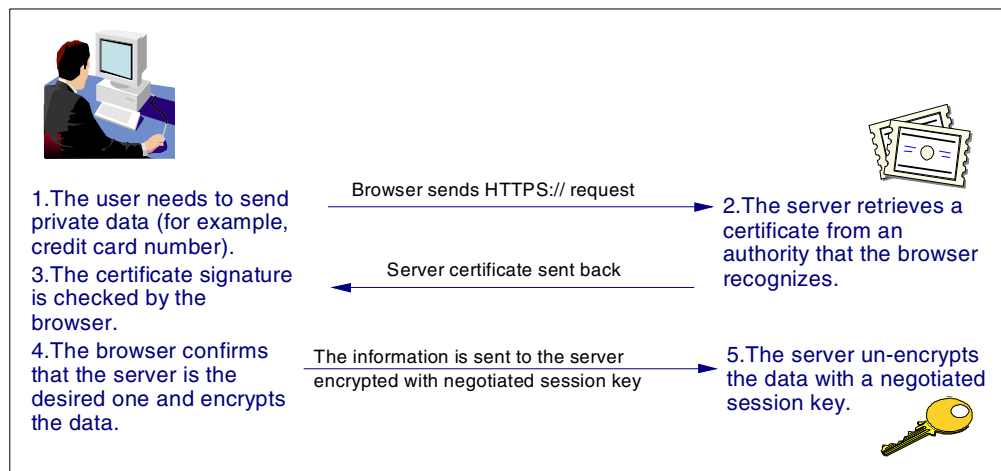 Browser sends HTTPS:// request
1.The user needs to send
private data (for example,
credit card number).
2.The server retrieves a
certificate from an
authority that the browser
recognizes.
Server certificate sent back
3.The certificate signature
is checked by the
browser.
4.The browser confirms
that the server is the
desired one and encrypts
the data.
The information is sent to the server
encrypted with negotiated session key
5.The server un-encrypts
the data with a negotiated
session key.